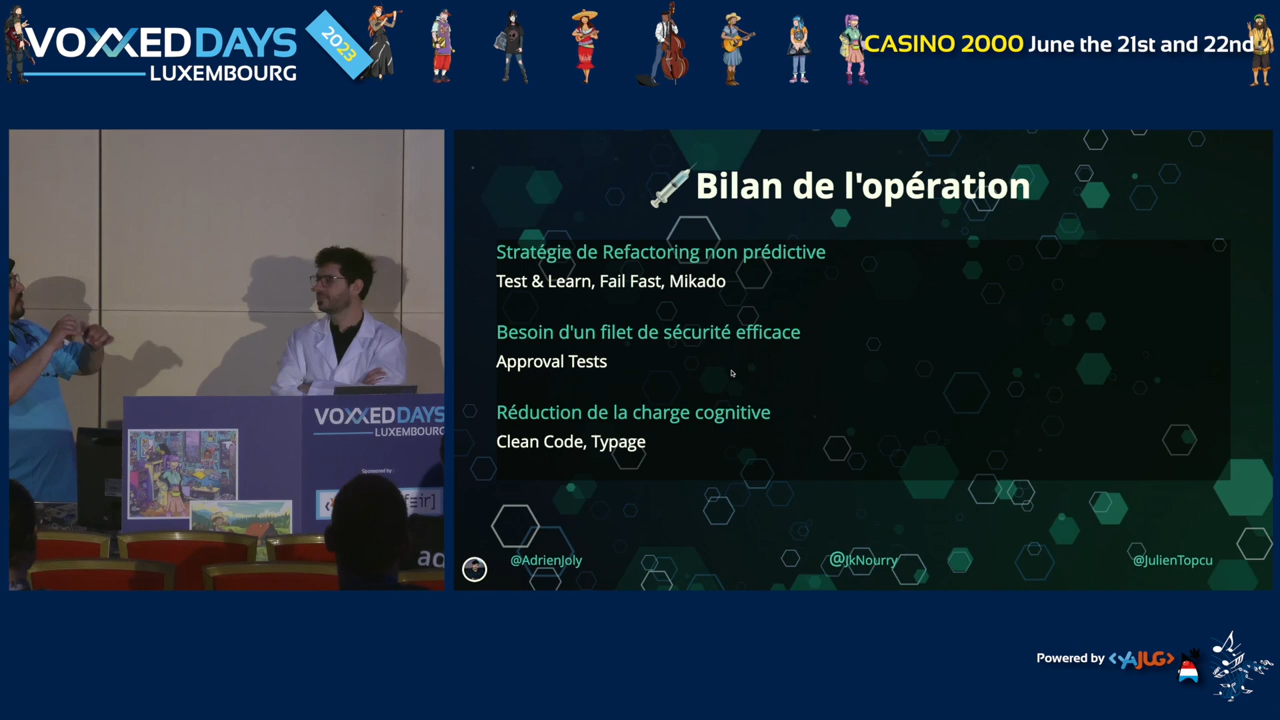 VOXXED DAYS
LUXEMBOURG
2023
CASINO 2000 June the 21st and 22nd
Bilan de l'opération
Stratégie de Refactoring non prédictive
Test & Learn, Fail Fast, Mikado
Besoin d'un filet de sécurité efficace
Approval Tests
Réduction de la charge cognitive
Clean Code, Typage
@AdrienJoly
@JkNourry
@JulienTopcu
VOXXED DAYS
LUXEMBOURG
Sponsored by
Powered by <YAJUG>